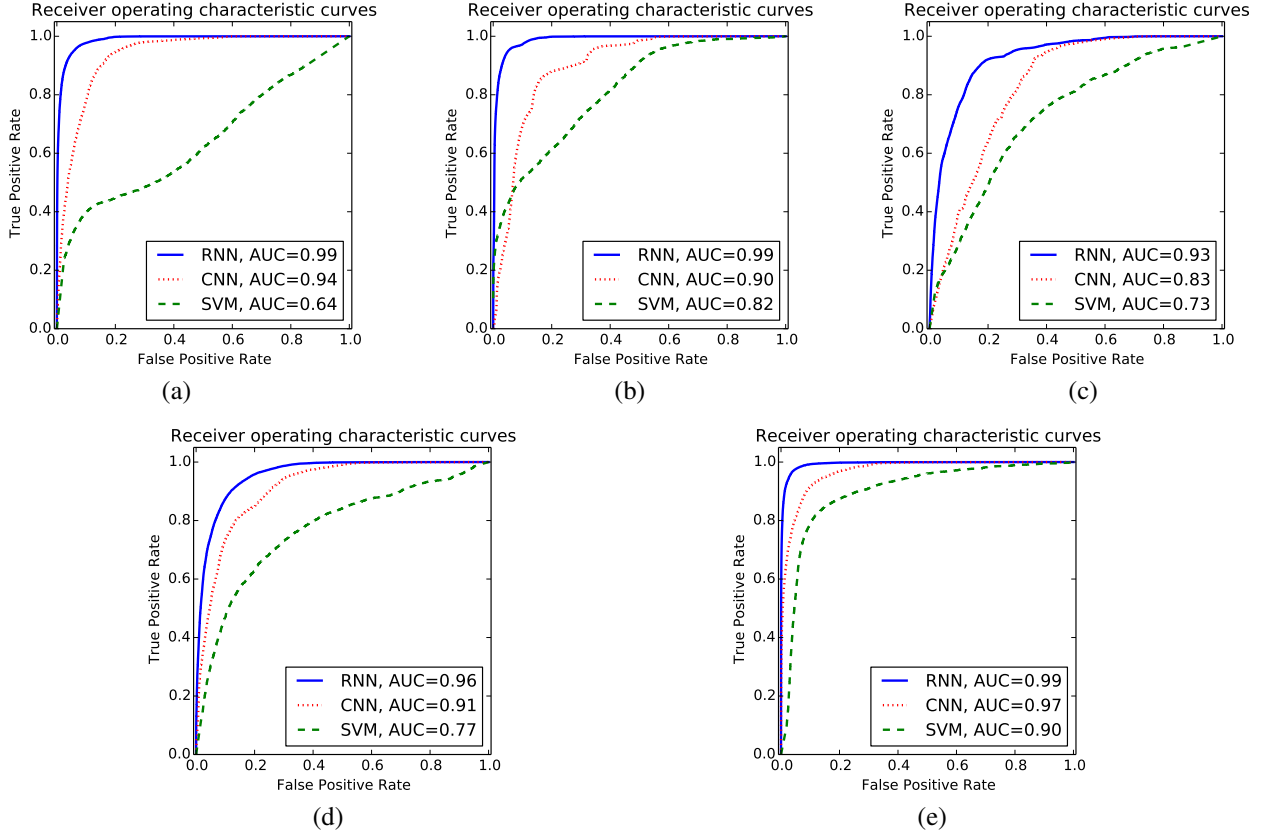 Receiver operating characteristic curves
1.0
0.8
0.6
0.4
0.2
0.0
True Positive Rate
RNN, AUC=0.99
CNN, AUC=0.94
SVM, AUC=0.64
0.0 0.2 0.4 0.6 0.8 1.0
False Positive Rate
(a)
Receiver operating characteristic curves
1.0
0.8
0.6
0.4
0.2
0.0
True Positive Rate
RNN, AUC=0.99
CNN, AUC=0.90
SVM, AUC=0.82
0.0 0.2 0.4 0.6 0.8 1.0
False Positive Rate
(b)
Receiver operating characteristic curves
1.0
0.8
0.6
0.4
0.2
0.0
True Positive Rate
RNN, AUC=0.93
CNN, AUC=0.83
SVM, AUC=0.73
0.0 0.2 0.4 0.6 0.8 1.0
False Positive Rate
(c)
Receiver operating characteristic curves
1.0
0.8
0.6
0.4
0.2
0.0
True Positive Rate
RNN, AUC=0.96
CNN, AUC=0.91
SVM, AUC=0.77
0.0 0.2 0.4 0.6 0.8 1.0
False Positive Rate
(d)
Receiver operating characteristic curves
1.0
0.8
0.6
0.4
0.2
0.0
True Positive Rate
RNN, AUC=0.99
CNN, AUC=0.97
SVM, AUC=0.90
0.0 0.2 0.4 0.6 0.8 1.0
False Positive Rate
(e)